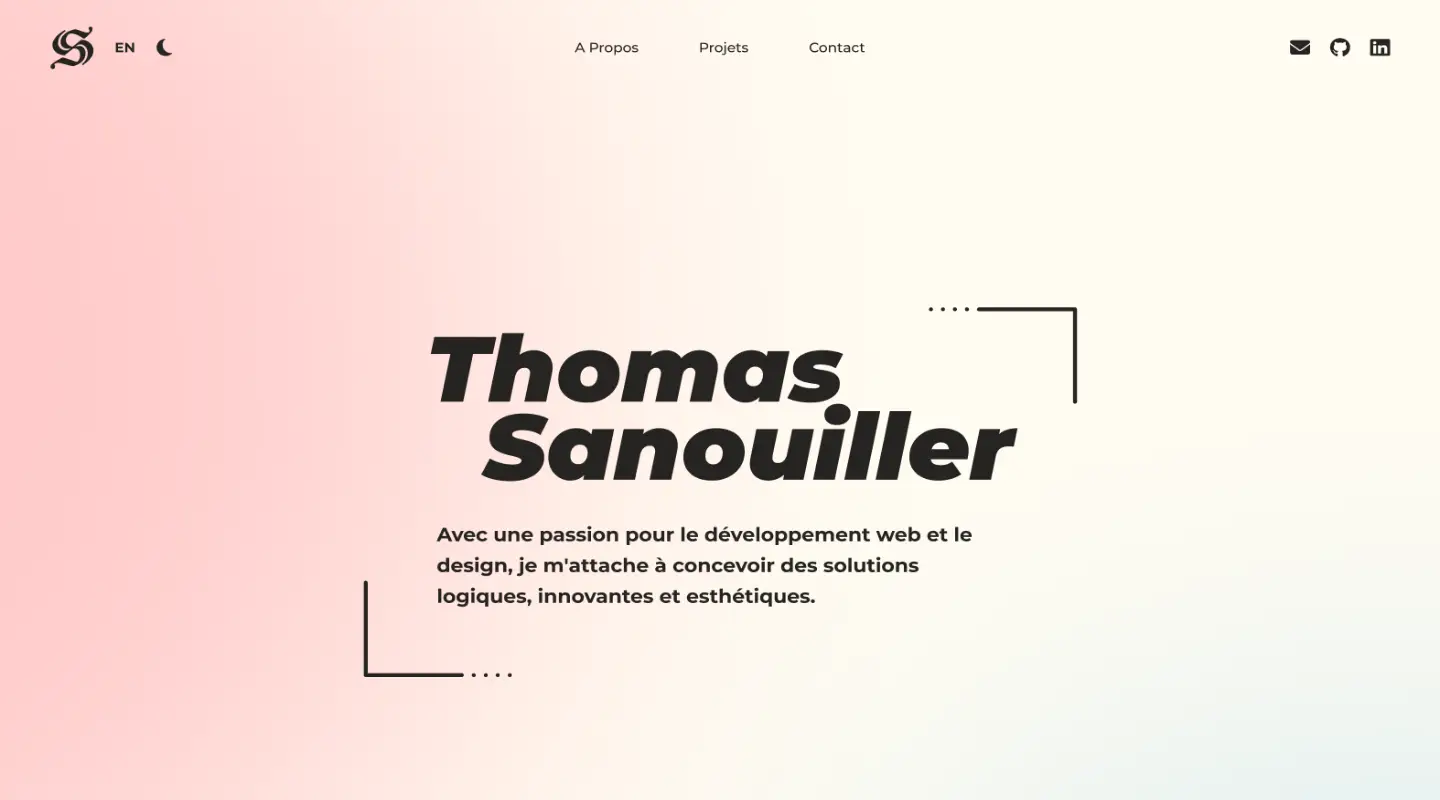 S EN A Propos Projets Contact
Thomas
Sanouiller
Avec une passion pour le développement web et le
design, je m'attache à concevoir des solutions
logiques, innovantes et esthétiques.